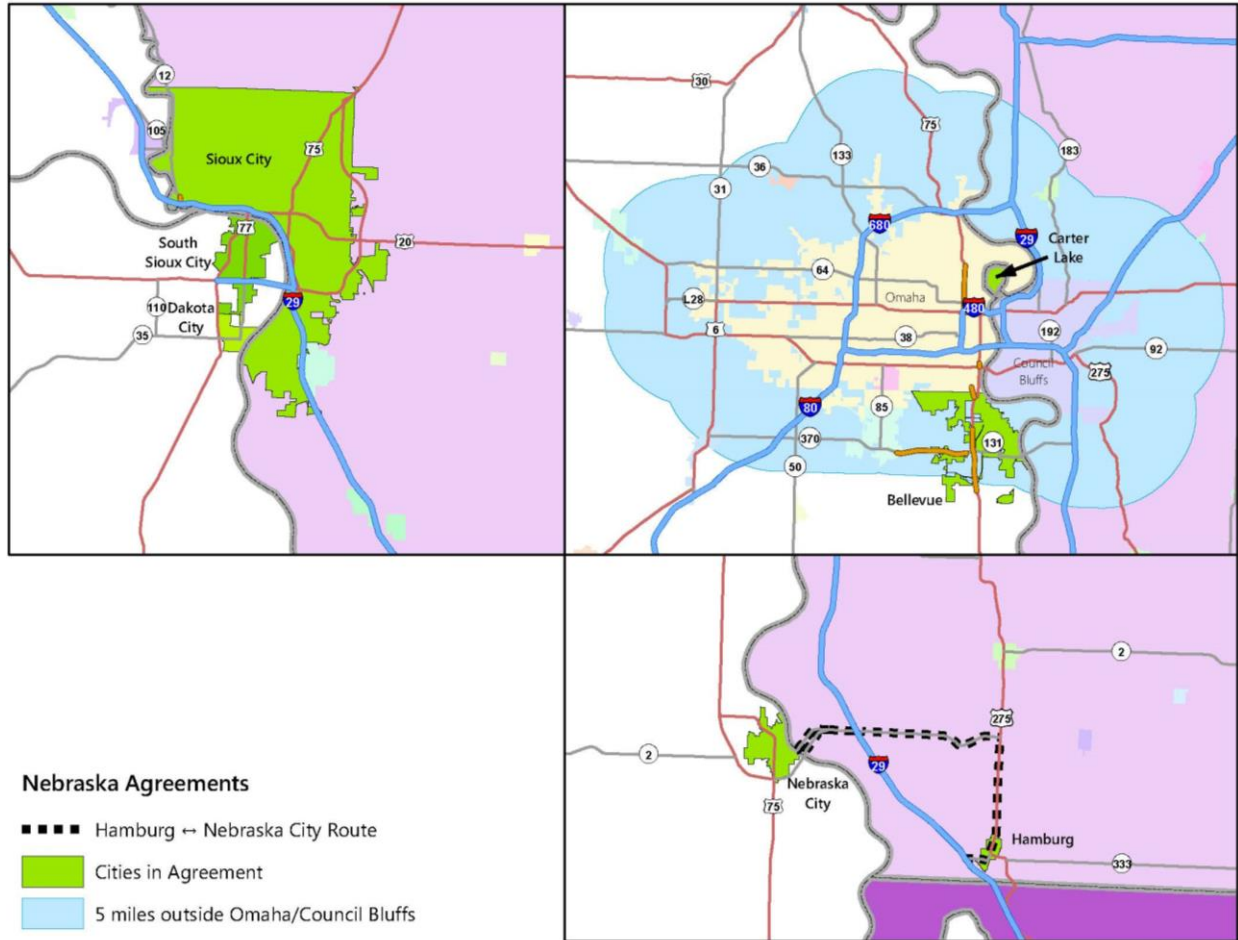 12
105
Sioux City
75
South
Sioux City
77
20
Dakota
City
110
29
35
30
75
133
183
36
31
680
29
Carter
Lake
64
Omaha
L28
480
6
38
192
92
Council
Bluffs
275
80
85
370
131
50
Bellevue
2
275
2
29
Nebraska
City
75
Hamburg
333
Nebraska Agreements
Hamburg ↔ Nebraska City Route
Cities in Agreement
5 miles outside Omaha/Council Bluffs